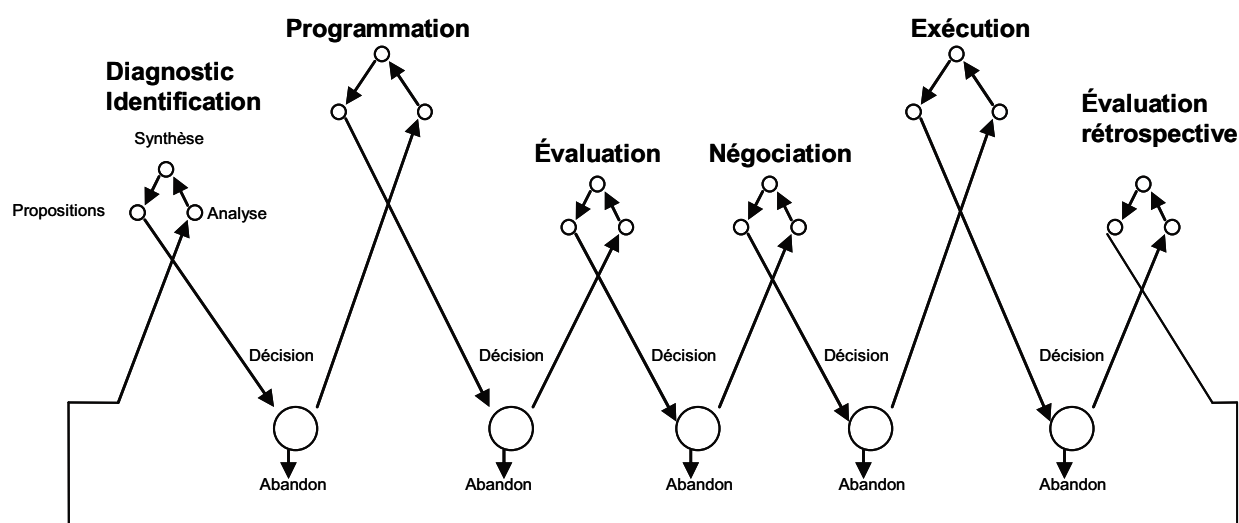 Programmation
Exécution
Diagnostic
Identification
Évaluation
rétrospective
Synthèse
Évaluation
Négociation
Propositions
Analyse
Décision
Décision
Décision
Décision
Décision
Abandon
Abandon
Abandon
Abandon
Abandon